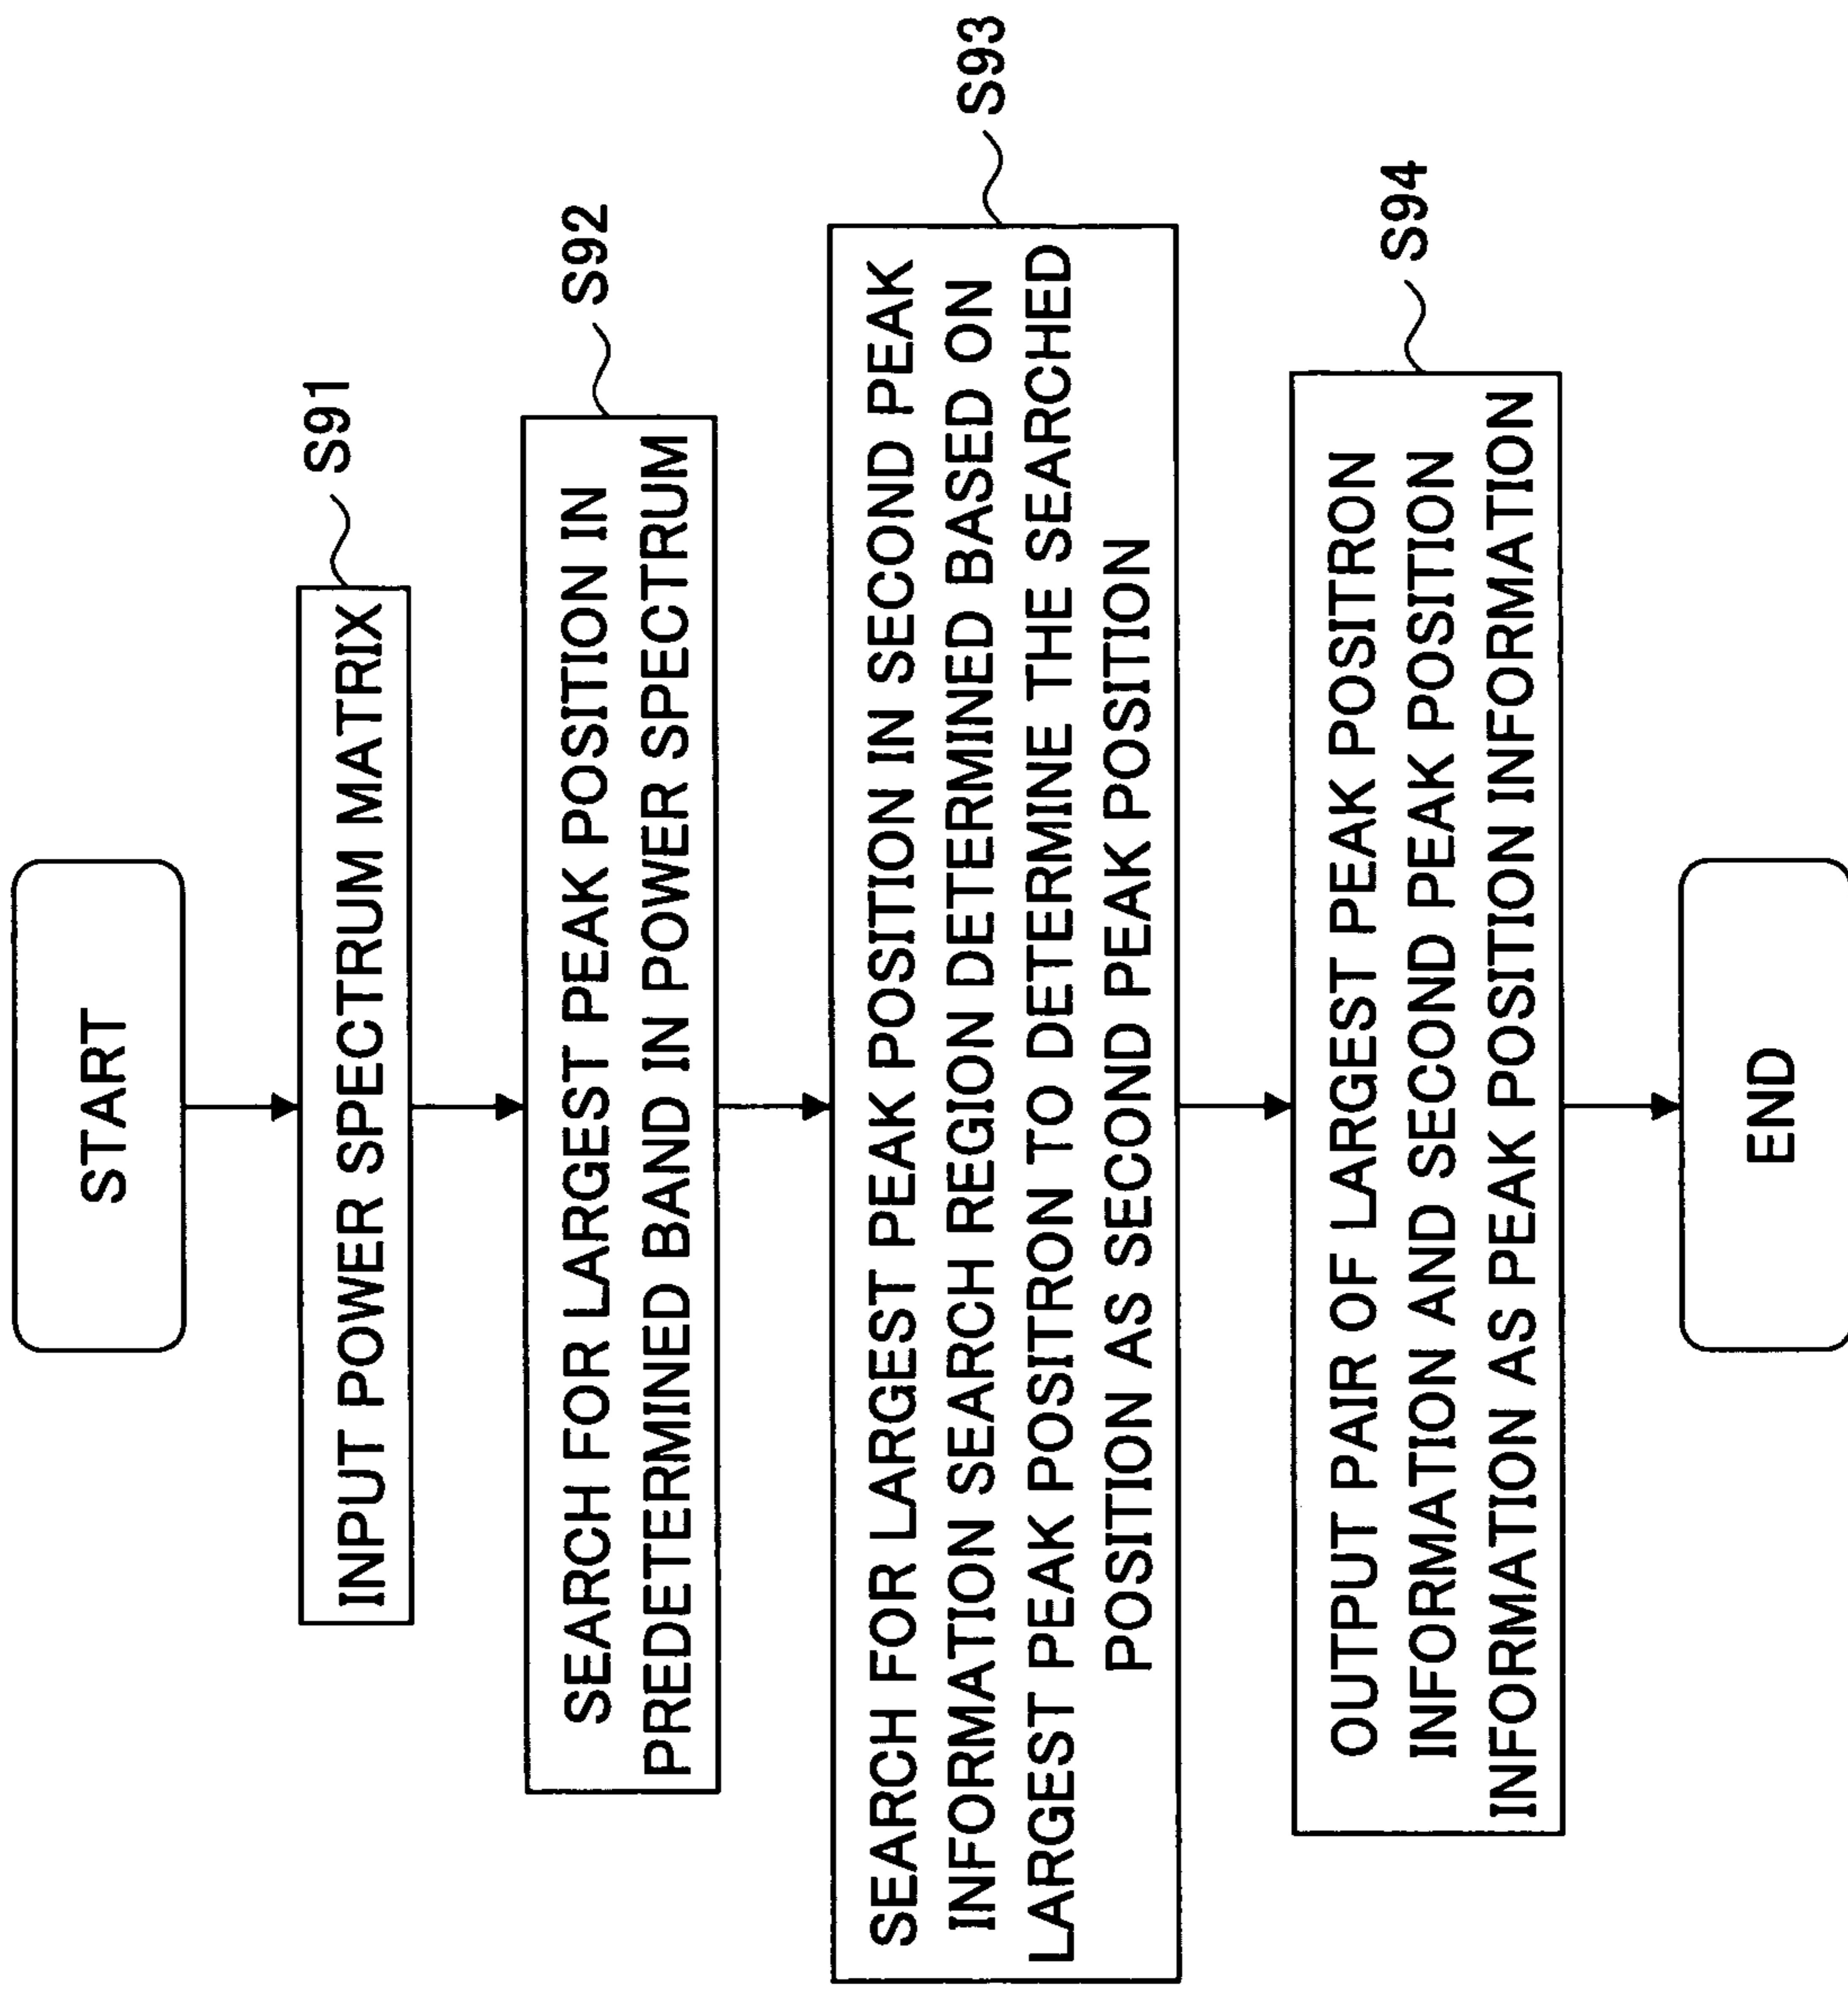 START
INPUT POWER SPECTRUM MATRIX
S91
SEARCH FOR LARGEST PEAK POSITION IN
PREDETERMINED BAND IN POWER SPECTRUM
S92
SEARCH FOR LARGEST PEAK POSITION IN SECOND PEAK
INFORMATION SEARCH REGION DETERMINED BASED ON
LARGEST PEAK POSITRON TO DETERMINE THE SEARCHED
POSITION AS SECOND PEAK POSITION
S93
OUTPUT PAIR OF LARGEST PEAK POSITRON
INFORMATION AND SECOND PEAK POSITION
INFORMATION AS PEAK POSITION INFORMATION
S94
END